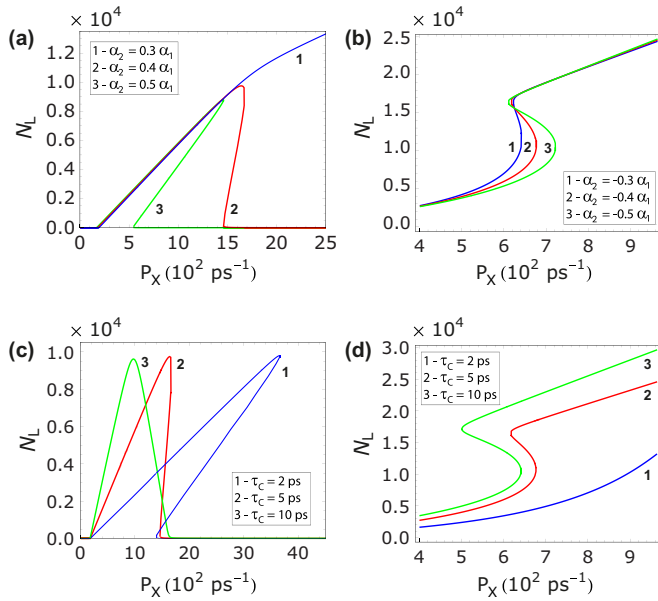 × 10⁴
(a)
1 - α₂ = 0.3 α₁
2 - α₂ = 0.4 α₁
3 - α₂ = 0.5 α₁
1.2
1.0
0.8
0.6
0.4
0.2
0.0
N_L
1
2
3
0 5 10 15 20 25
P_X (10² ps⁻¹)
× 10⁴
(b)
2.5
2.0
1.5
1.0
0.5
0.0
N_L
1 2 3
1 - α₂ = -0.3 α₁
2 - α₂ = -0.4 α₁
3 - α₂ = -0.5 α₁
4 5 6 7 8 9
P_X (10² ps⁻¹)
× 10⁴
(c)
1.0
0.8
0.6
0.4
0.2
0.0
N_L
3 2
1
1 - τ_C = 2 ps
2 - τ_C = 5 ps
3 - τ_C = 10 ps
0 10 20 30 40
P_X (10² ps⁻¹)
× 10⁴
(d)
3.0
2.5
2.0
1.5
1.0
0.5
0.0
N_L
1 - τ_C = 2 ps
2 - τ_C = 5 ps
3 - τ_C = 10 ps
3
2
1
4 5 6 7 8 9
P_X (10² ps⁻¹)